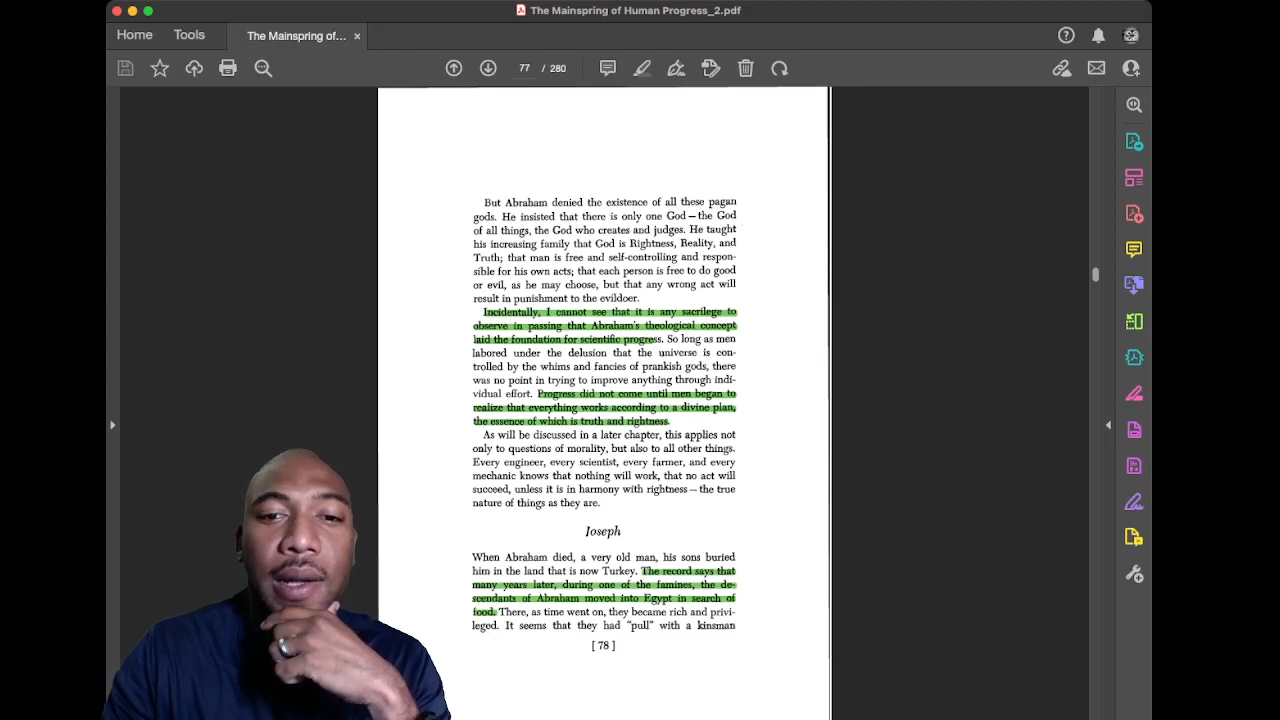 The Mainspring of Human Progress_2.pdf
Home Tools The Mainspring of... ×
77 / 280
But Abraham denied the existence of all these pagan
gods. He insisted that there is only one God—the God
of all things, the God who creates and judges. He taught
his increasing family that God is Rightness, Reality, and
Truth; that man is free and self-controlling and respon-
sible for his own acts; that each person is free to do good
or evil, as he may choose, but that any wrong act will
result in punishment to the evildoer.
Incidentally, I cannot see that it is any sacrilege to
observe in passing that Abraham's theological concept
laid the foundation for scientific progress. So long as men
labored under the delusion that the universe is con-
trolled by the whims and fancies of prankish gods, there
was no point in trying to improve anything through indi-
vidual effort. Progress did not come until men began to
realize that everything works according to a divine plan,
the essence of which is truth and rightness.
As will be discussed in a later chapter, this applies not
only to questions of morality, but also to all other things.
Every engineer, every scientist, every farmer, and every
mechanic knows that nothing will work, that no act will
succeed, unless it is in harmony with rightness—the true
nature of things as they are.
Joseph
When Abraham died, a very old man, his sons buried
him in the land that is now Turkey. The record says that
many years later, during one of the famines, the de-
scendants of Abraham moved into Egypt in search of
food. There, as time went on, they became rich and privi-
leged. It seems that they had "pull" with a kinsman
[ 78 ]